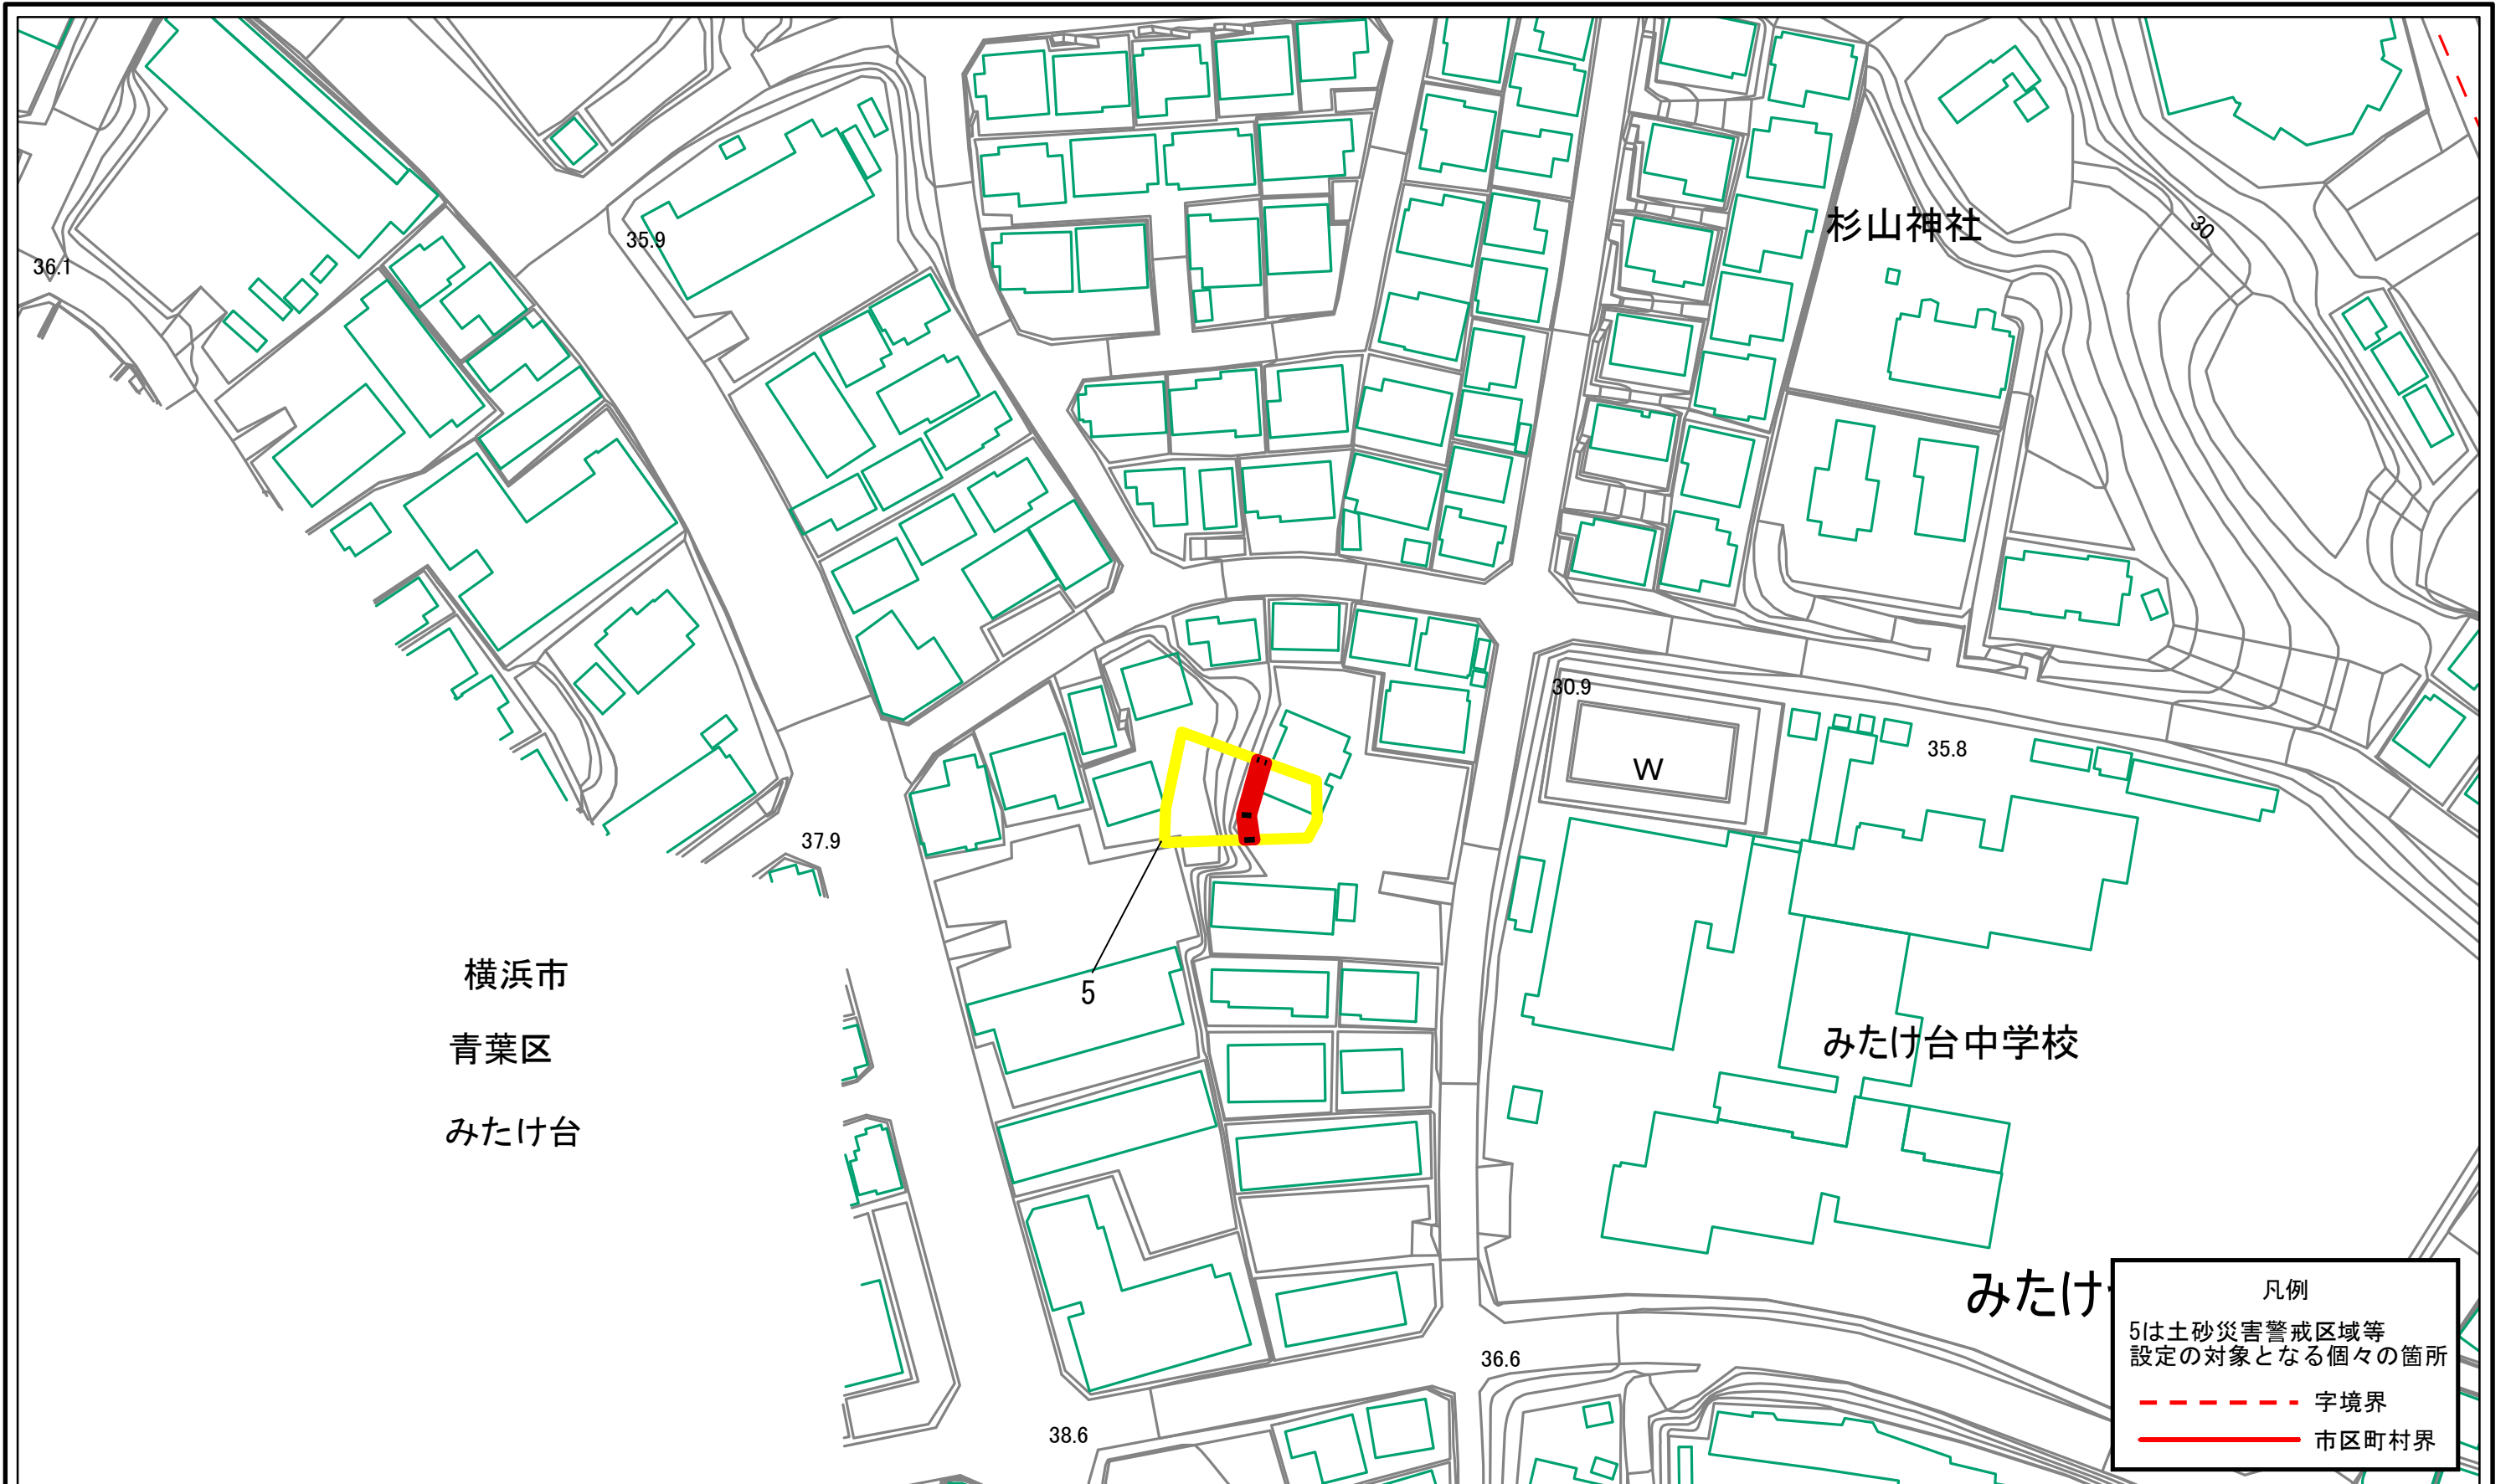 杉山神社
30
35.9
36.1
30.9
35.8
W
37.9
横浜市
5
青葉区
みたけ台中学校
みたけ台
みたけ
凡例
5は土砂災害警戒区域等
設定の対象となる個々の箇所
字境界
市区町村界
36.6
38.6